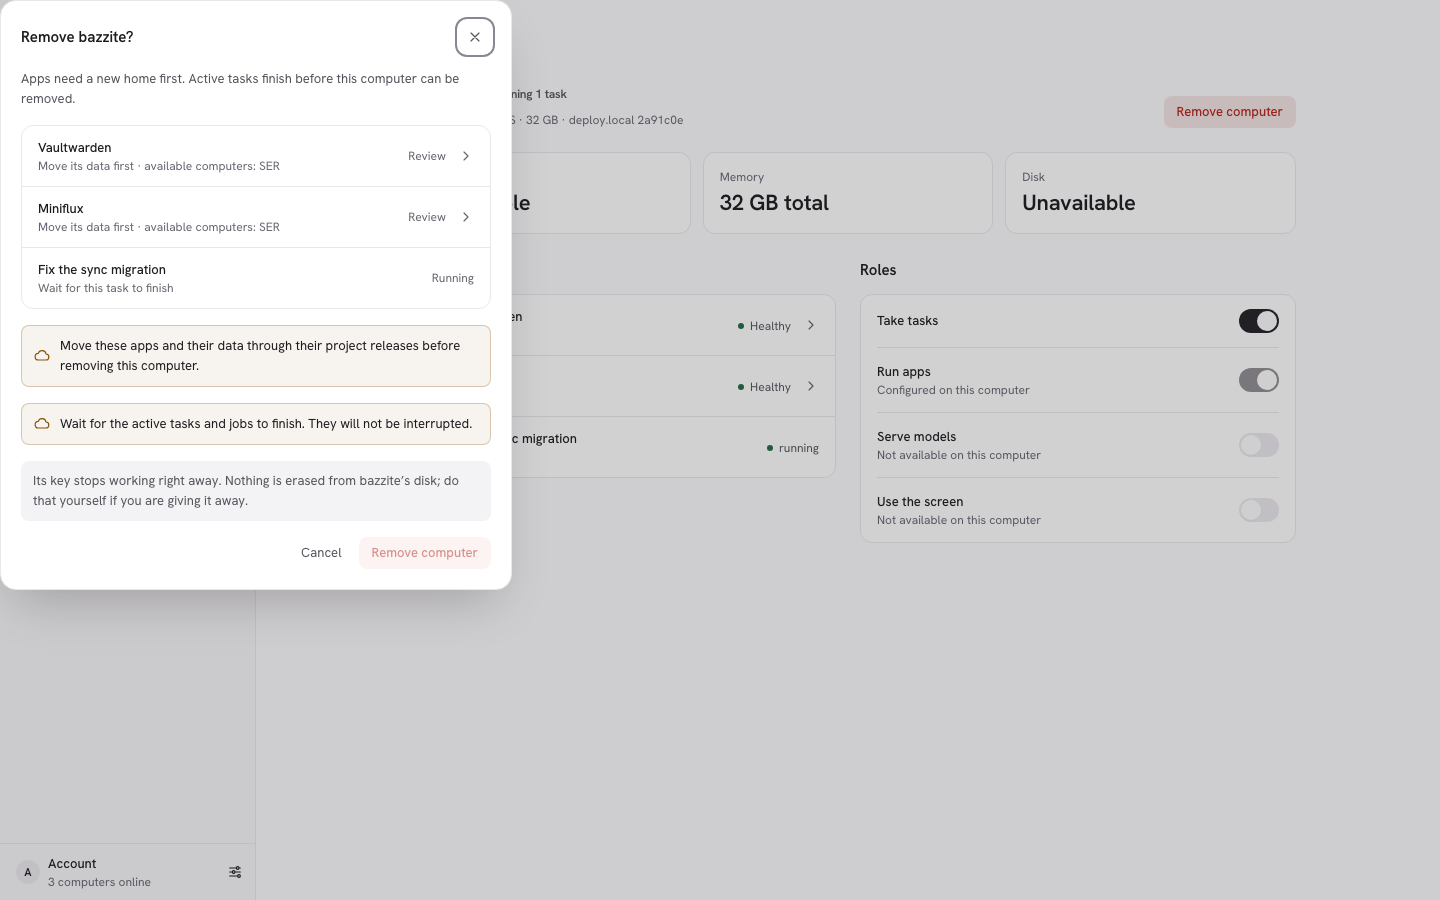 Remove bazzite?
Apps need a new home first. Active tasks finish before this computer can be
removed.
Vaultwarden
Move its data first · available computers: SER
Review
Miniflux
Move its data first · available computers: SER
Review
Fix the sync migration
Wait for this task to finish
Running
Move these apps and their data through their project releases before
removing this computer.
Wait for the active tasks and jobs to finish. They will not be interrupted.
Its key stops working right away. Nothing is erased from bazzite’s disk; do
that yourself if you are giving it away.
Cancel
Remove computer
1 task
· 32 GB · deploy.local 2a91c0e
Remove computer
Memory
32 GB total
Disk
Unavailable
Healthy
Healthy
migration
running
Roles
Take tasks
Run apps
Configured on this computer
Serve models
Not available on this computer
Use the screen
Not available on this computer
A
Account
3 computers online